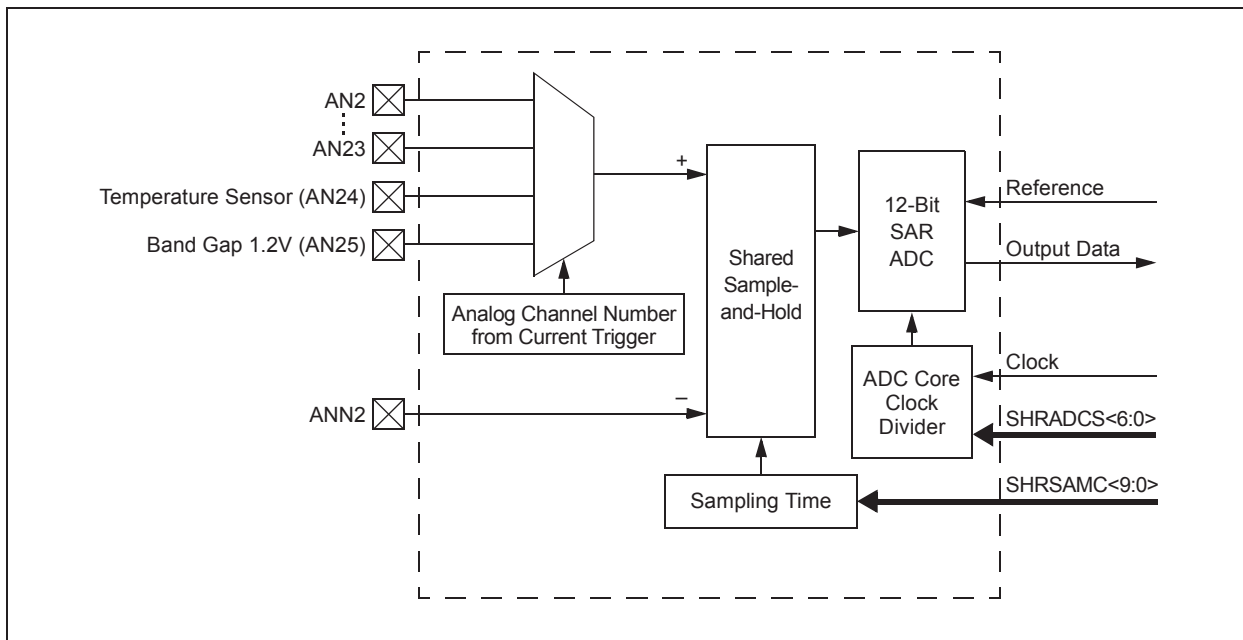 AN2
AN23
Temperature Sensor (AN24)
Band Gap 1.2V (AN25)
+
Analog Channel Number
from Current Trigger
ANN2
–
Shared
Sample-
and-Hold
12-Bit
SAR
ADC
Reference
Output Data
ADC Core
Clock
Divider
Clock
SHRADCS<6:0>
Sampling Time
SHRSAMC<9:0>